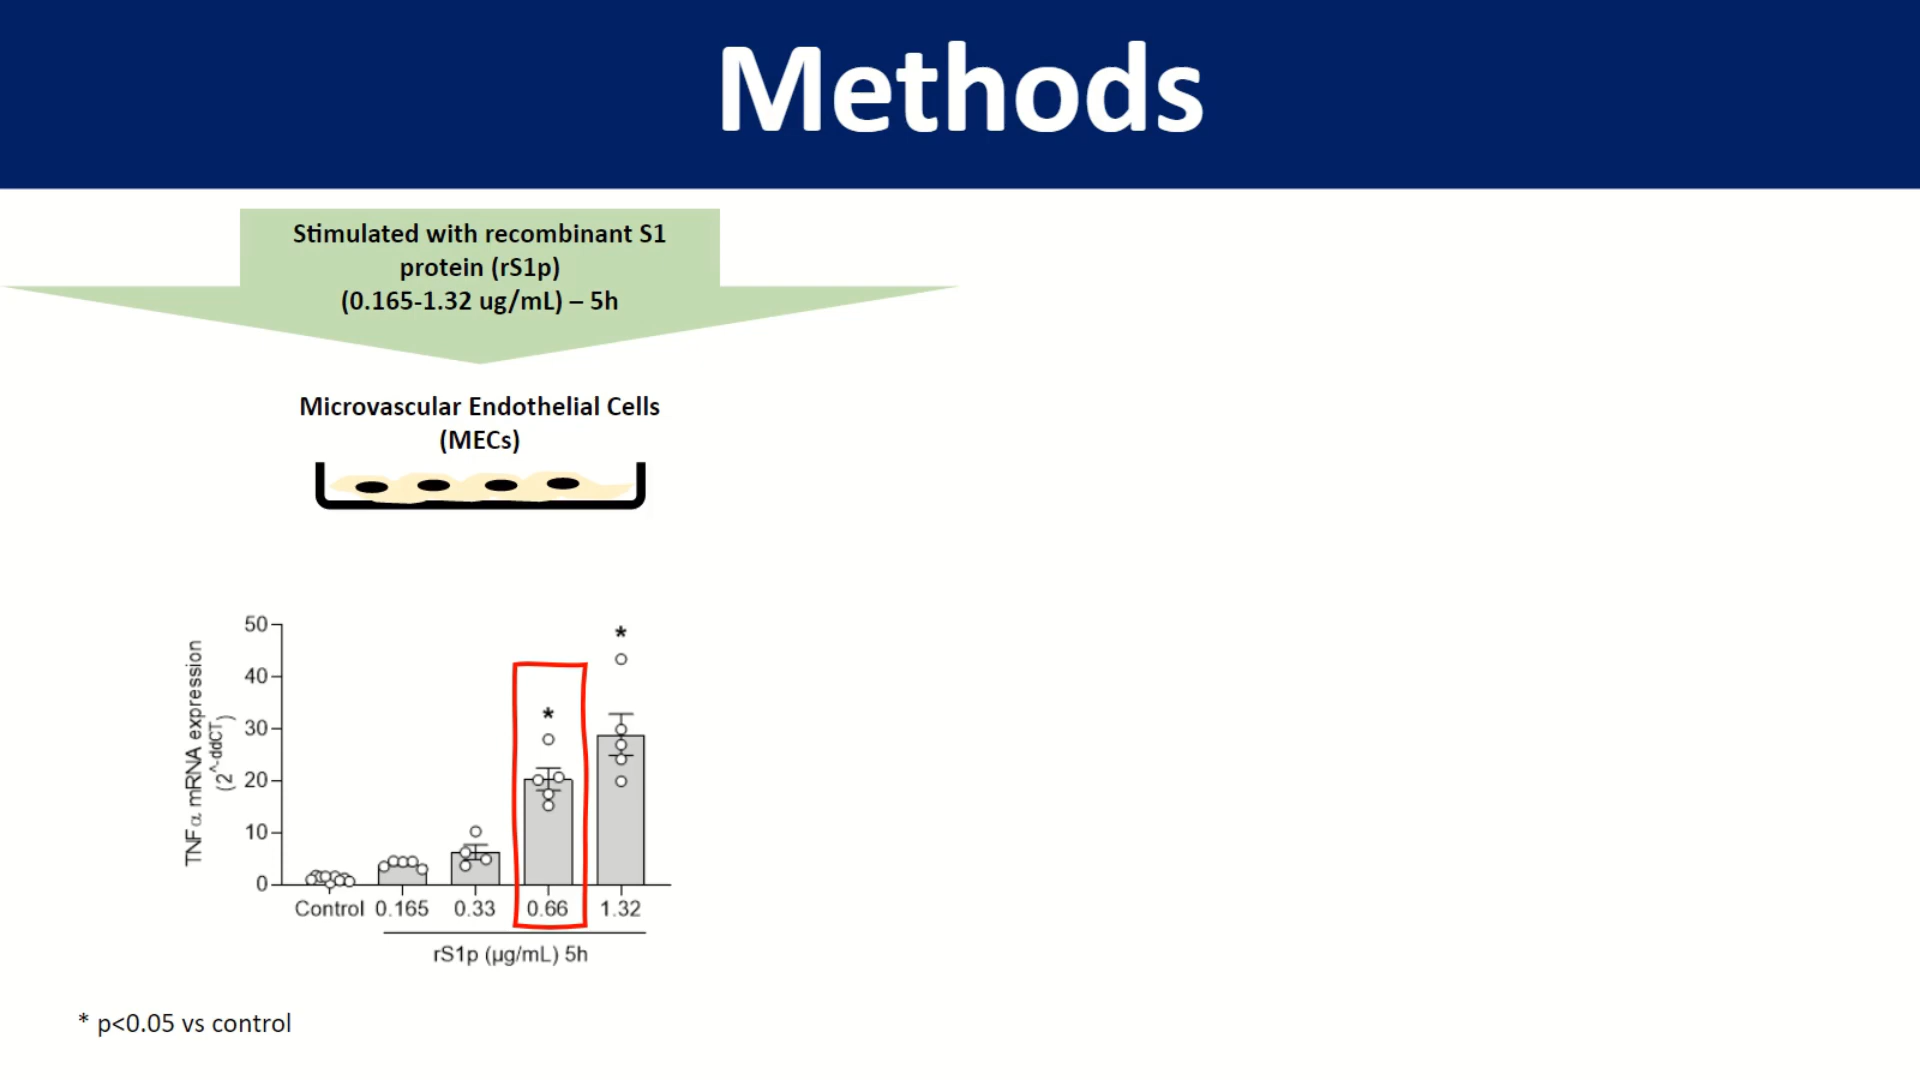 Methods
Stimulated with recombinant S1
protein (rS1p)
(0.165-1.32 ug/mL) – 5h
Microvascular Endothelial Cells
(MECs)
TNFα mRNA expression
(2^-ddCT)
50
40
30
20
10
0
*
*
Control 0.165 0.33 0.66 1.32
rS1p (µg/mL) 5h
* p<0.05 vs control